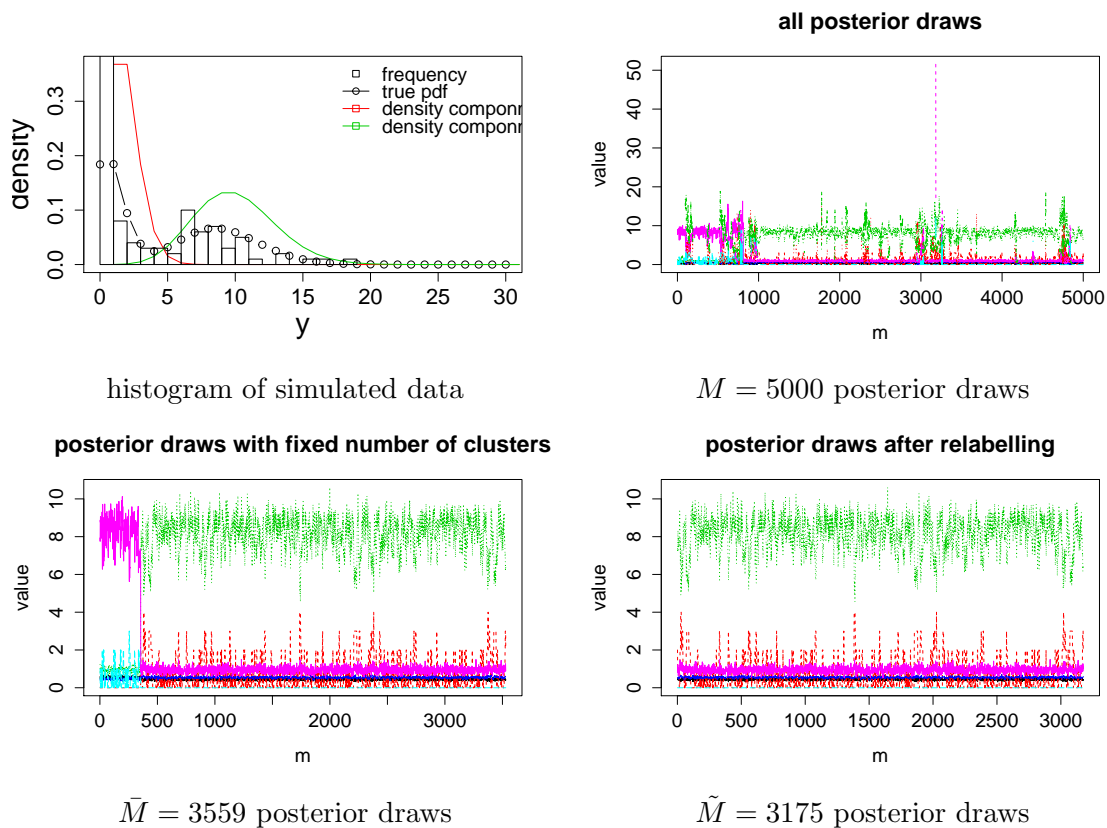 all posterior draws
density
0.0 0.1 0.2 0.3
frequency
true pdf
density componr
density componr
0 5 10 15 20 25 30
y
value
0 10 20 30 40 50
0 1000 2000 3000 4000 5000
m
histogram of simulated data
M = 5000 posterior draws
posterior draws with fixed number of clusters
posterior draws after relabelling
value
0 2 4 6 8 10
0 500 1000 2000 3000
m
value
0 2 4 6 8 10
0 500 1000 1500 2000 2500 3000
m
M̄ = 3559 posterior draws
M̃ = 3175 posterior draws